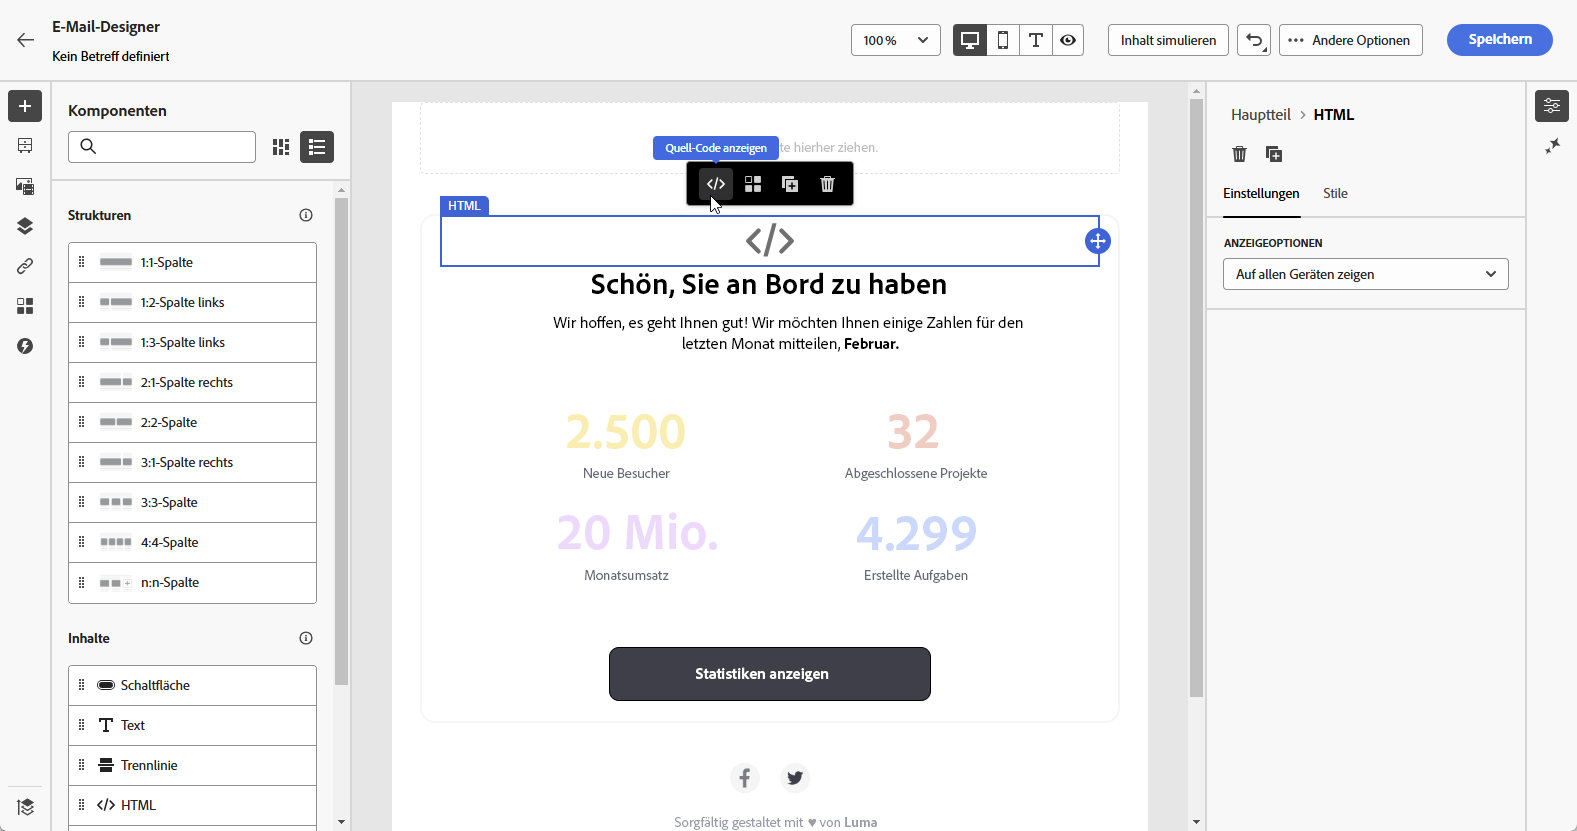 E-Mail-Designer
Kein Betreff definiert
100 %
Inhalt simulieren
Andere Optionen
Speichern
Komponenten
Strukturen
1:1-Spalte
1:2-Spalte links
1:3-Spalte links
2:1-Spalte rechts
2:2-Spalte
3:1-Spalte rechts
3:3-Spalte
4:4-Spalte
n:n-Spalte
Inhalte
Schaltfläche
Text
Trennlinie
HTML
Quell-Code anzeigen
te hierher ziehen.
HTML
Schön, Sie an Bord zu haben
Wir hoffen, es geht Ihnen gut! Wir möchten Ihnen einige Zahlen für den
letzten Monat mitteilen, Februar.
2.500
32
Neue Besucher
Abgeschlossene Projekte
20 Mio.
4.299
Monatsumsatz
Erstellte Aufgaben
Statistiken anzeigen
Sorgfältig gestaltet mit ♥ von Luma
Hauptteil > HTML
Einstellungen
Stile
ANZEIGEOPTIONEN
Auf allen Geräten zeigen